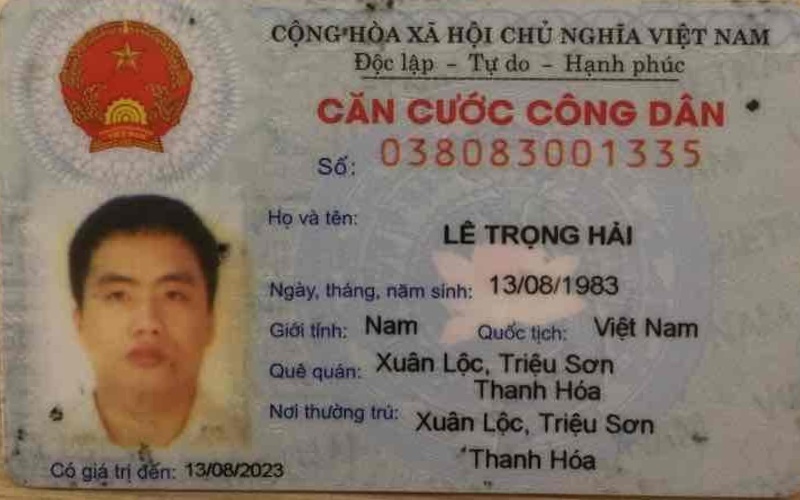 CỘNG HÒA XÃ HỘI CHỦ NGHĨA VIỆT NAM
Độc lập - Tự do - Hạnh phúc
CĂN CƯỚC CÔNG DÂN
Số: 038083001335
Họ và tên: LÊ TRỌNG HẢI
Ngày, tháng, năm sinh: 13/08/1983
Giới tính: Nam Quốc tịch: Việt Nam
Quê quán: Xuân Lộc, Triệu Sơn
Thanh Hóa
Nơi thường trú: Xuân Lộc, Triệu Sơn
Thanh Hóa
Có giá trị đến: 13/08/2023